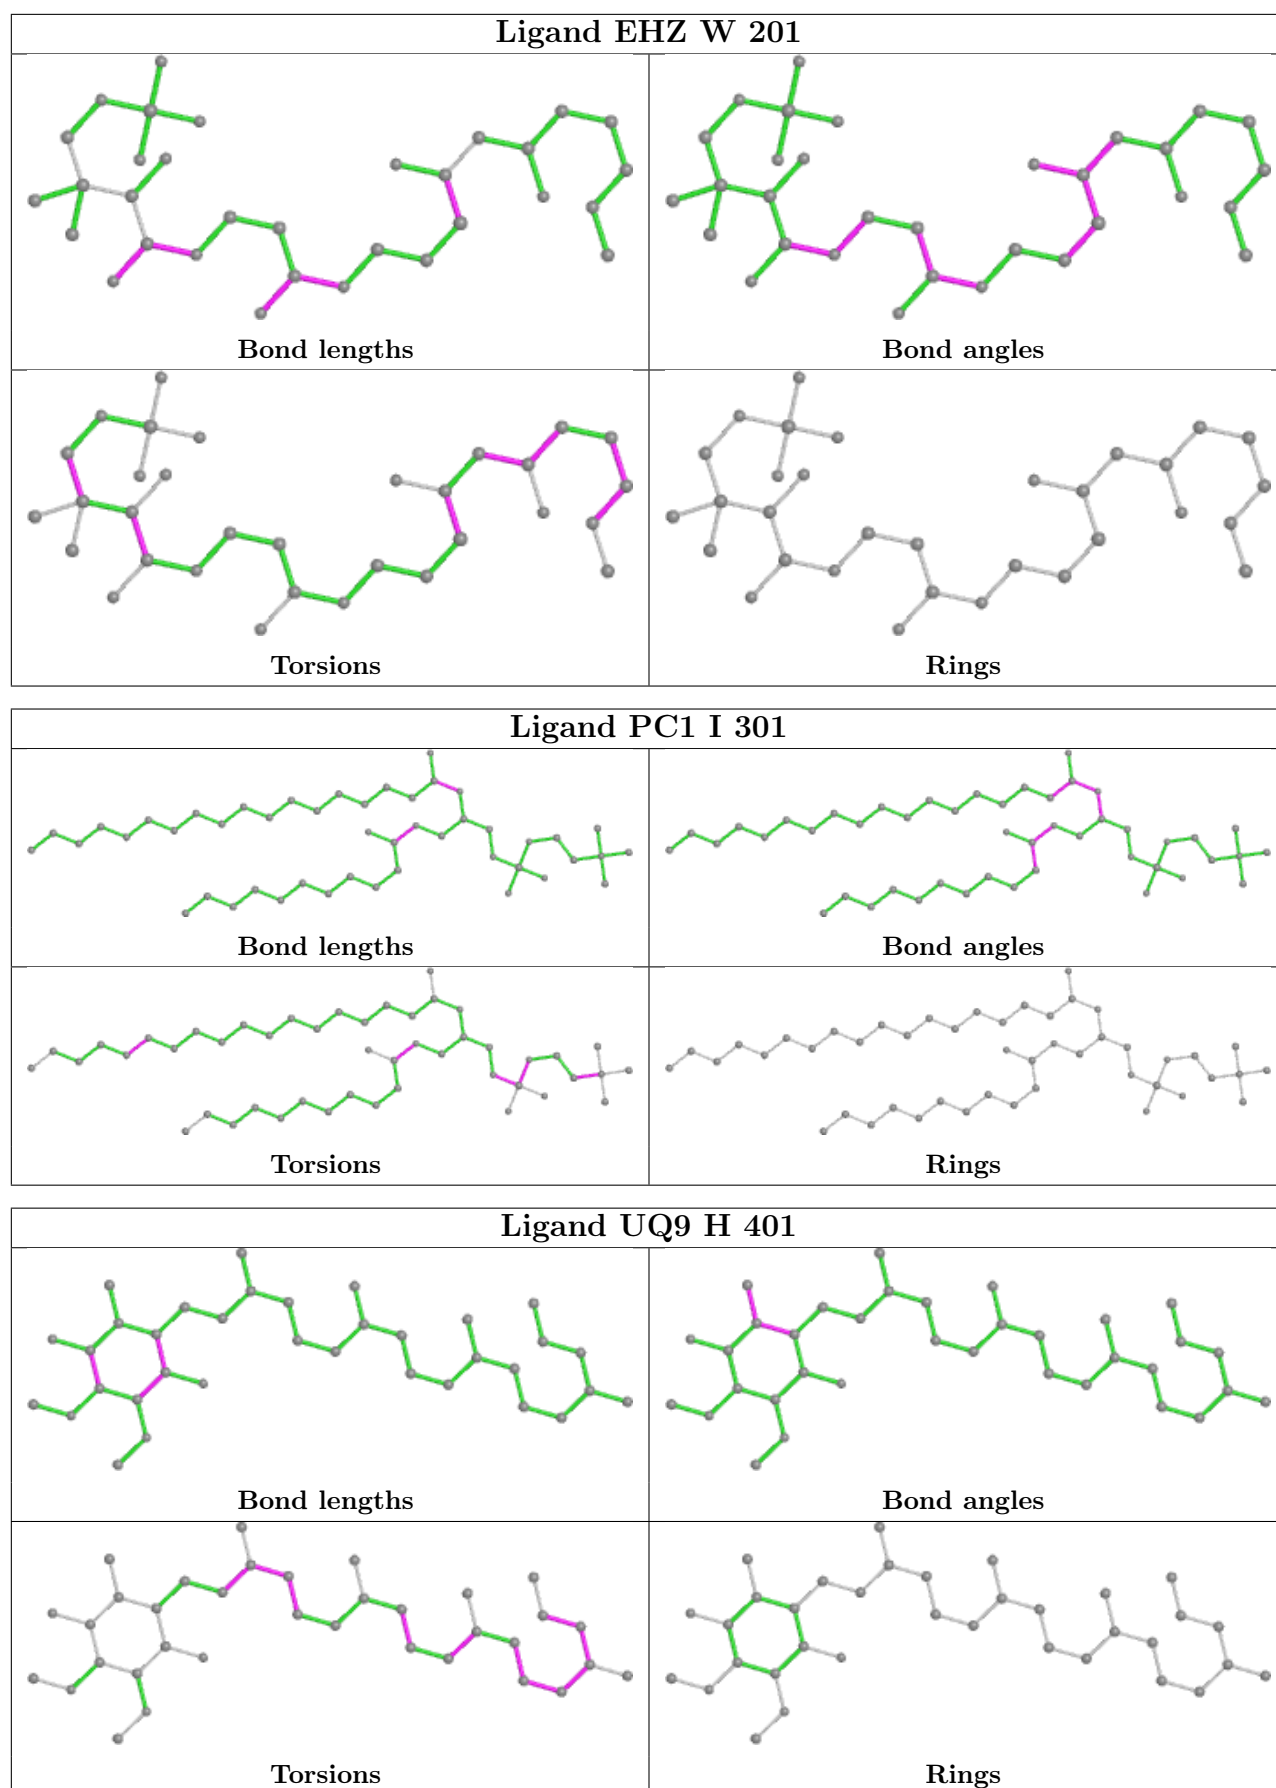 Ligand EHZ W 201
Bond lengths
Bond angles
Torsions
Rings
Ligand PC1 I 301
Bond lengths
Bond angles
Torsions
Rings
Ligand UQ9 H 401
Bond lengths
Bond angles
Torsions
Rings